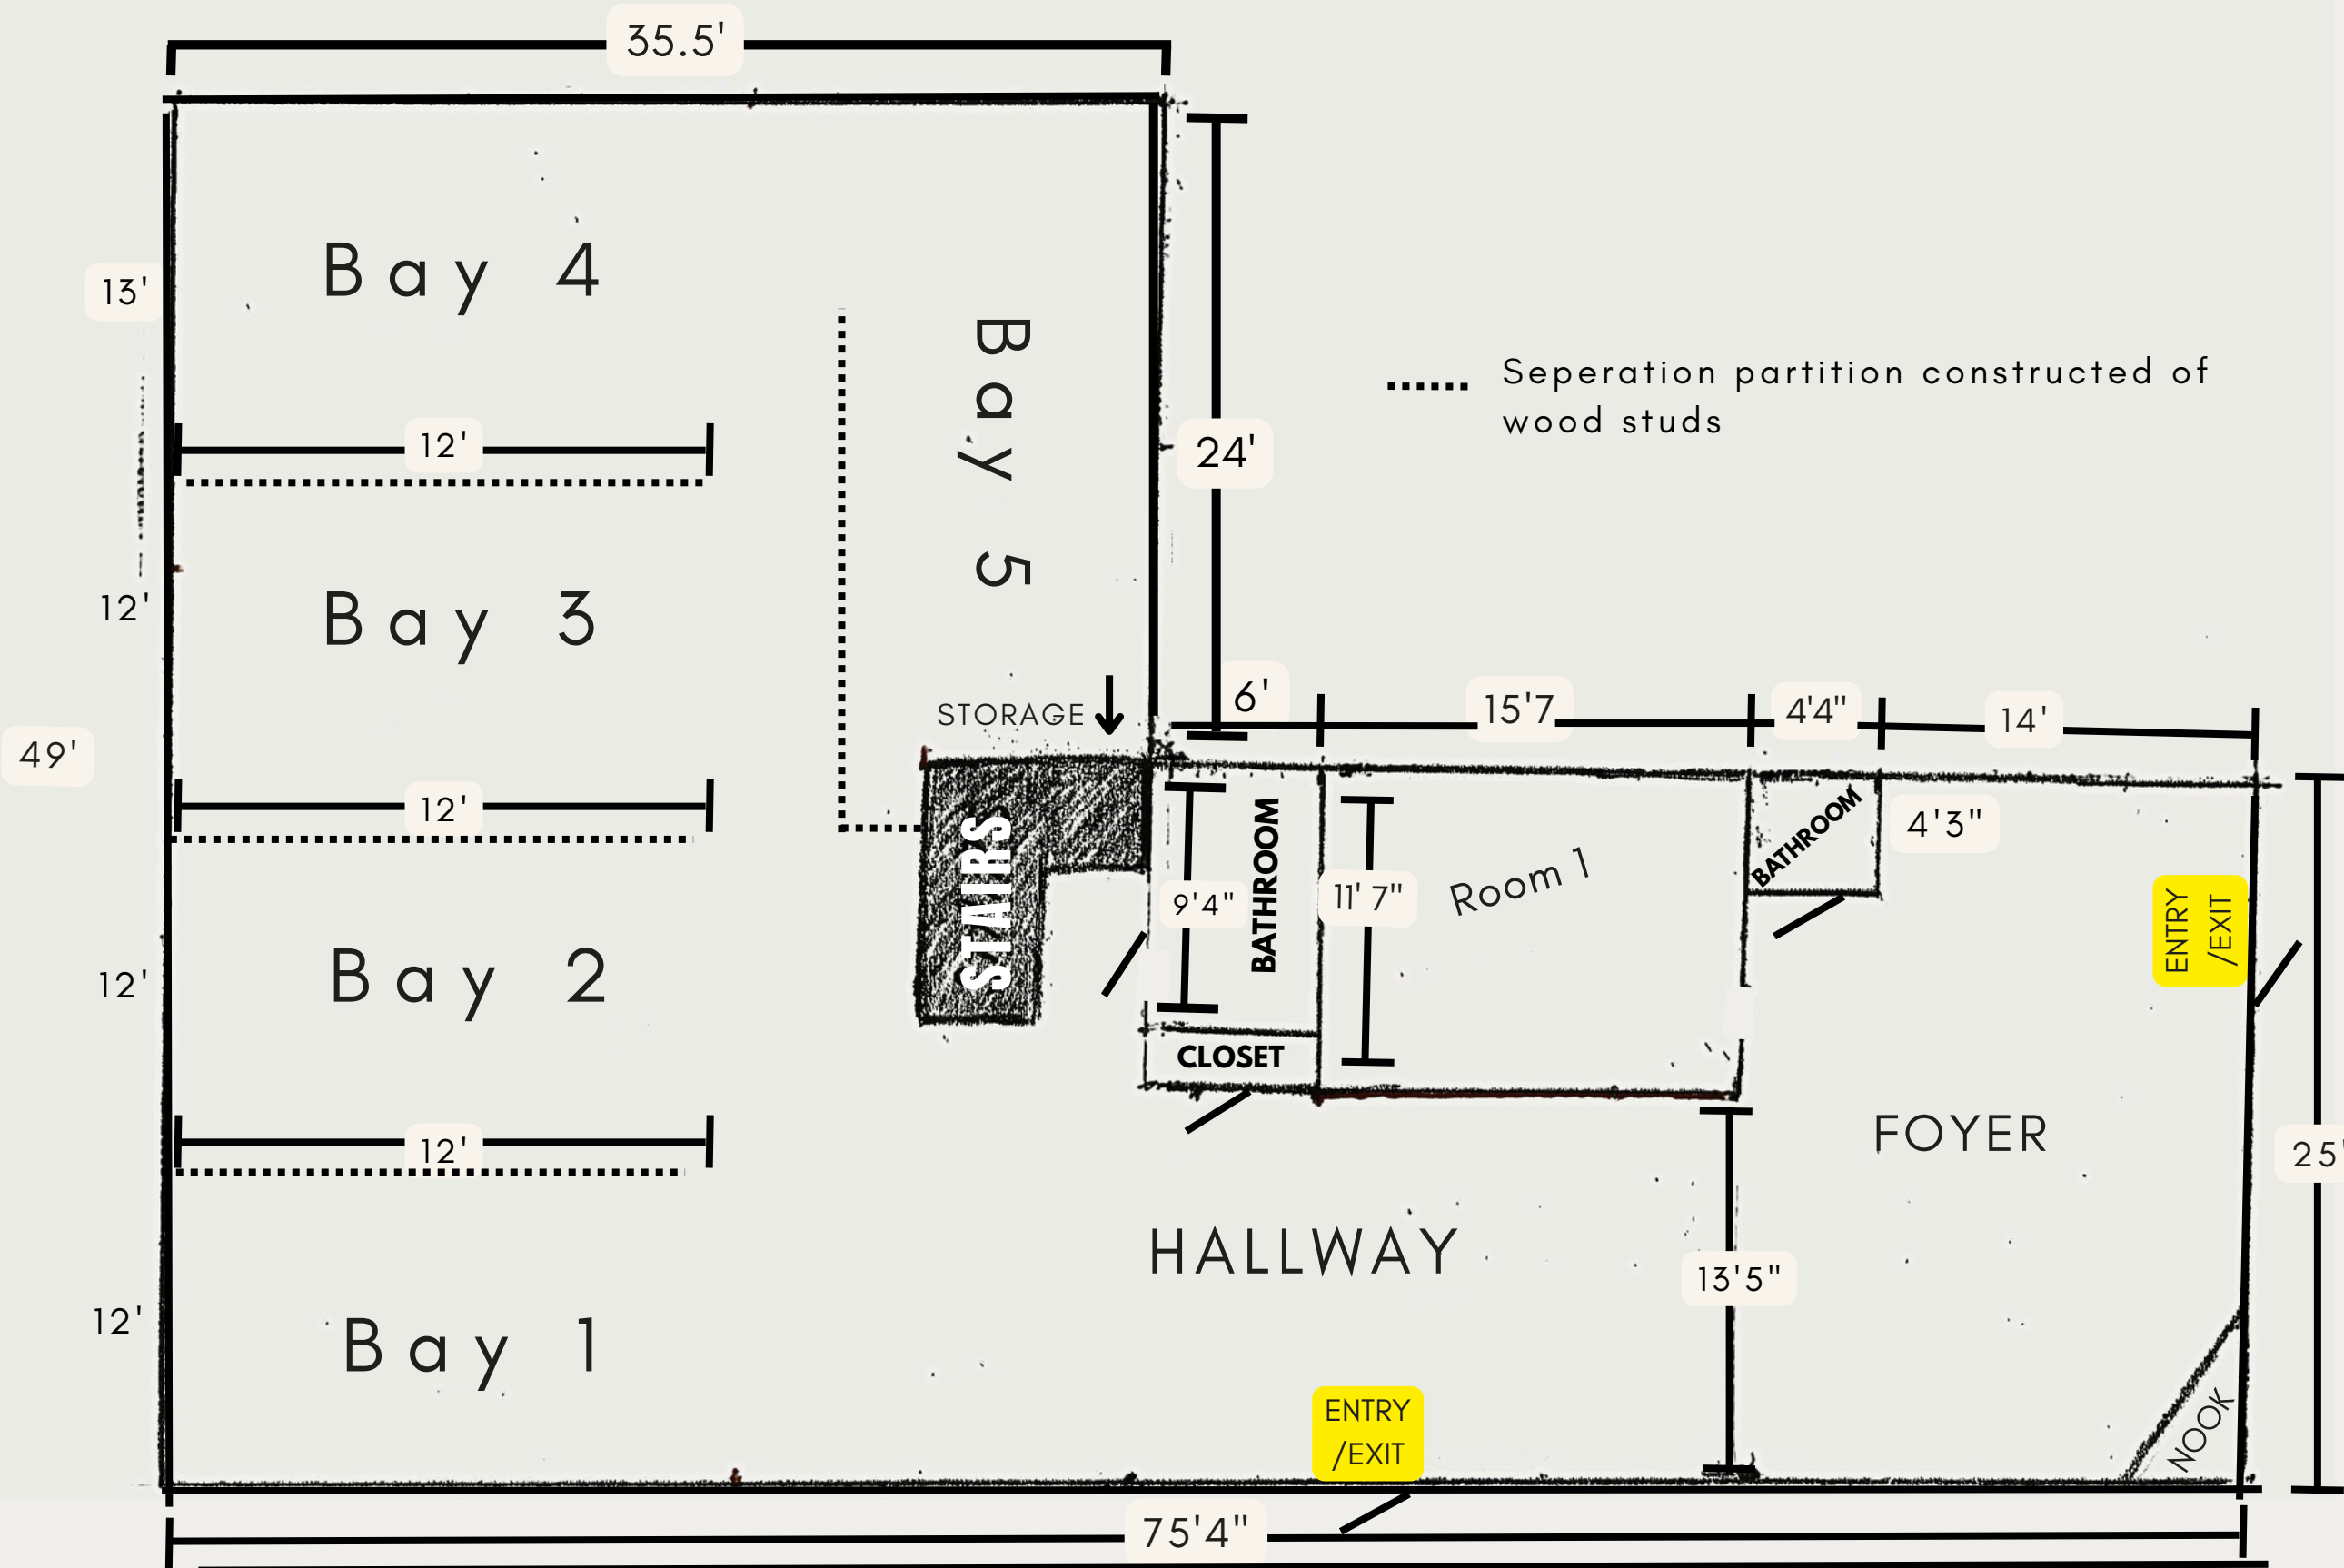 35.5'
Bay 4
13'
Bay 5
Seperation partition constructed of
wood studs
12'
24'
Bay 3
12'
STORAGE
6'
15'7
4'4"
14'
49'
12'
STAIRS
9'4"
BATHROOM
11' 7"
Room 1
BATHROOM
4'3"
ENTRY
/EXIT
Bay 2
12'
CLOSET
12'
FOYER
25'
HALLWAY
13'5"
12'
Bay 1
ENTRY
/EXIT
NOOK
75'4"